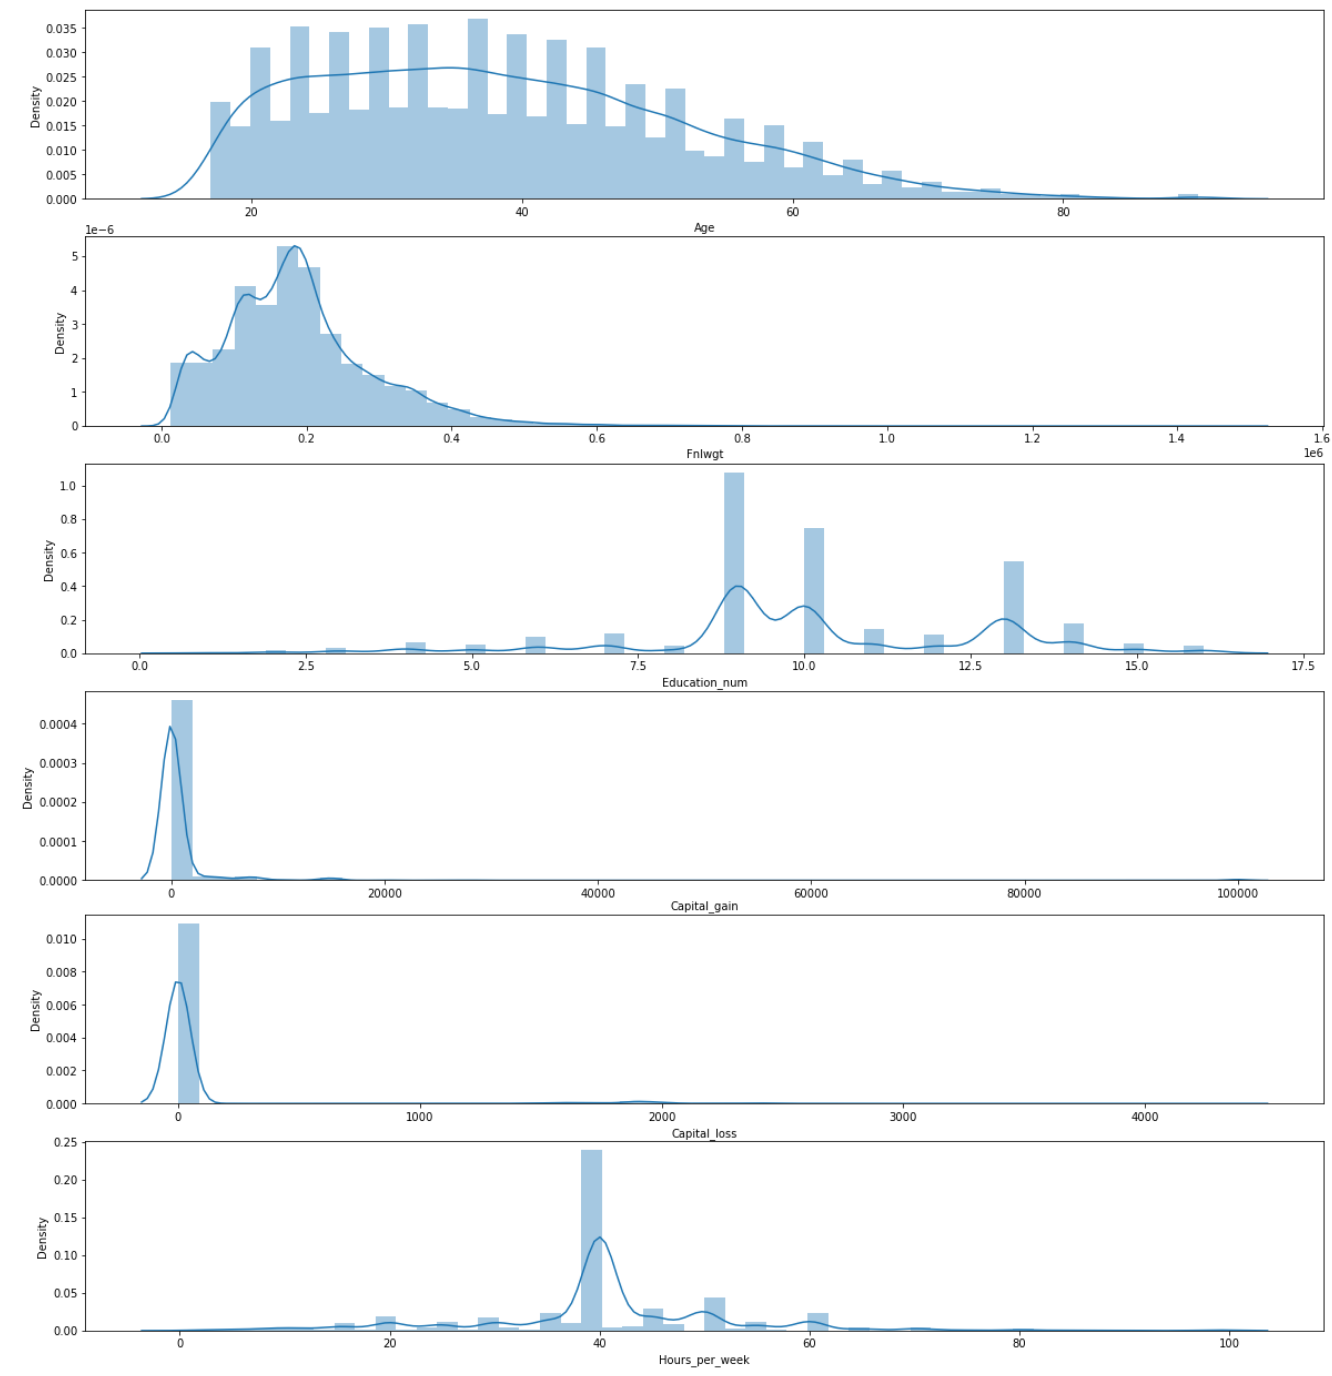 0.035
0.030
0.025
0.020
0.015
0.010
0.005
0.000
Density
20 40 60 80
Age
1e−6
5
4
3
2
1
0
Density
0.0 0.2 0.4 0.6 0.8 1.0 1.2 1.4 1.6
Fnlwgt
1e6
1.0
0.8
0.6
0.4
0.2
0.0
Density
0.0 2.5 5.0 7.5 10.0 12.5 15.0 17.5
Education_num
0.0004
0.0003
0.0002
0.0001
0.0000
Density
0 20000 40000 60000 80000 100000
Capital_gain
0.010
0.008
0.006
0.004
0.002
0.000
Density
0 1000 2000 3000 4000
Capital_loss
0.25
0.20
0.15
0.10
0.05
0.00
Density
0 20 40 60 80 100
Hours_per_week